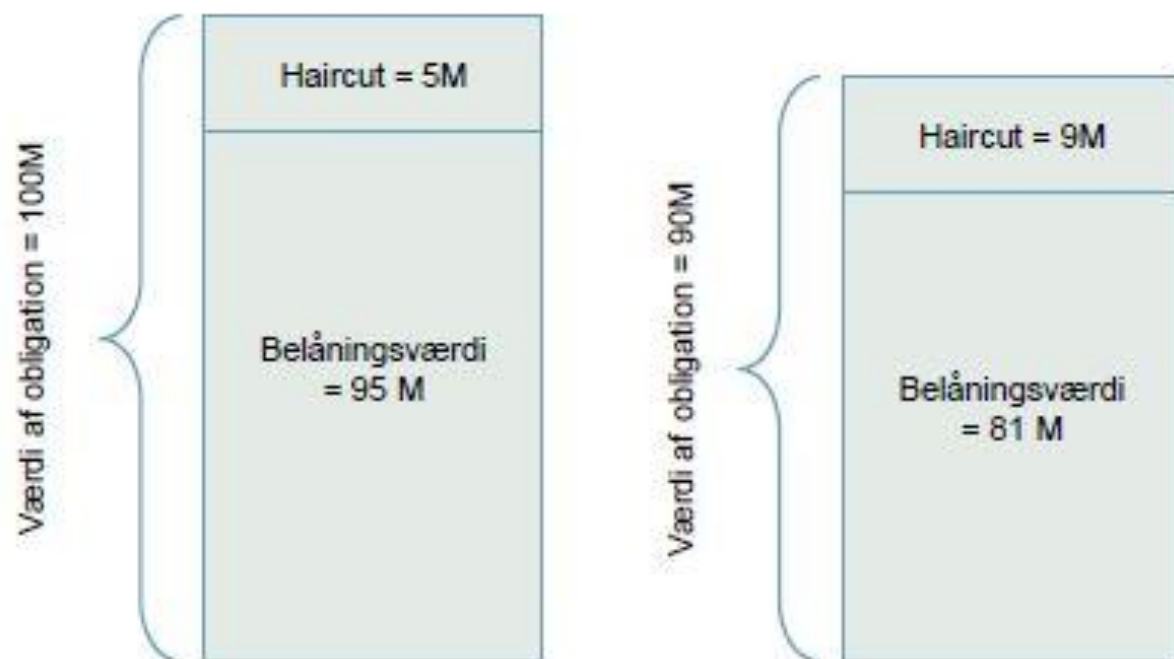 Værdi af obligation = 100M
Haircut = 5M
Belåningsværdi
= 95 M
Værdi af obligation = 90M
Haircut = 9M
Belåningsværdi
= 81 M